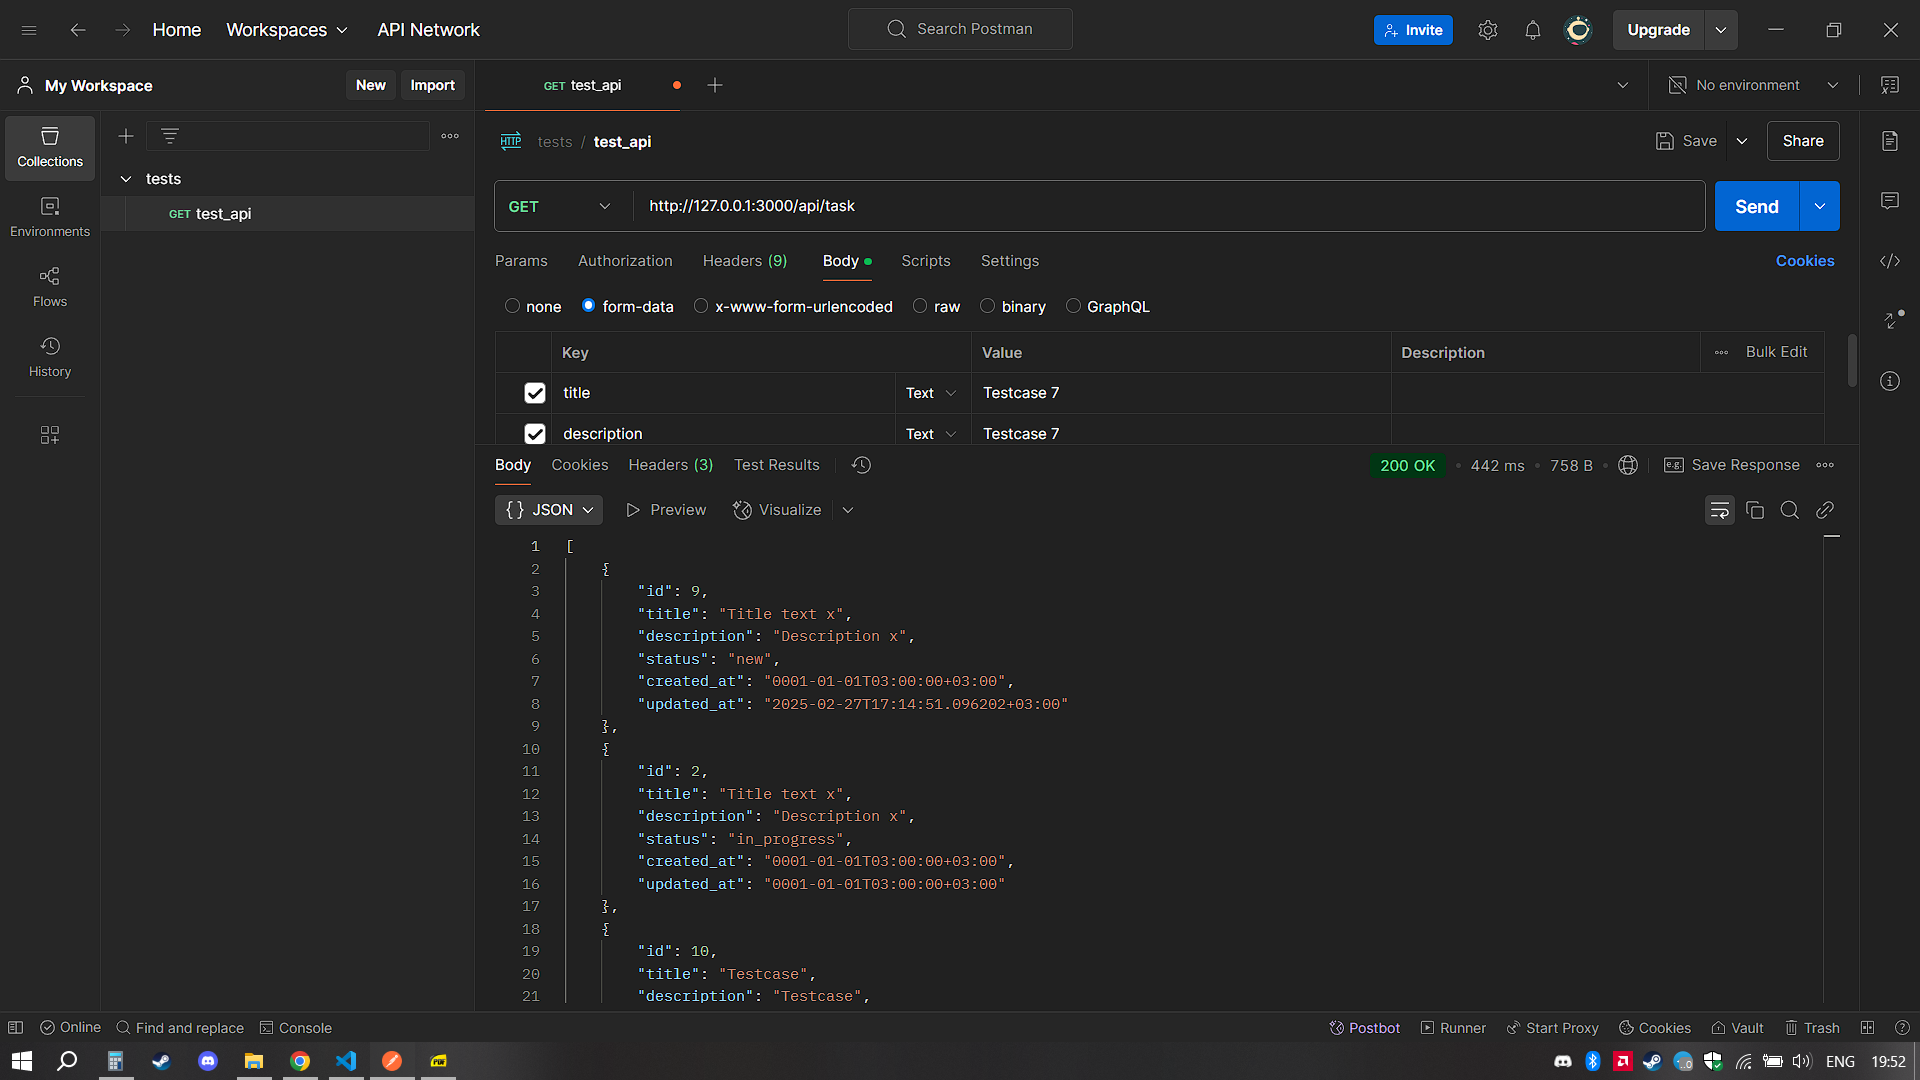 Home
Workspaces
API Network
Search Postman
Invite
Upgrade
My Workspace
New
Import
GET test_api
No environment
Collections
Environments
Flows
History
tests
GET test_api
HTTP
tests / test_api
Save
Share
GET
http://127.0.0.1:3000/api/task
Send
Params
Authorization
Headers (9)
Body
Scripts
Settings
Cookies
none
form-data
x-www-form-urlencoded
raw
binary
GraphQL
Key
Value
Description
Bulk Edit
title
Text
Testcase 7
description
Text
Testcase 7
Body
Cookies
Headers (3)
Test Results
200 OK
442 ms
758 B
e.g.
Save Response
{} JSON
Preview
Visualize
1 [
2 {
3 "id": 9,
4 "title": "Title text x",
5 "description": "Description x",
6 "status": "new",
7 "created_at": "0001-01-01T03:00:00+03:00",
8 "updated_at": "2025-02-27T17:14:51.096202+03:00"
9 },
10 {
11 "id": 2,
12 "title": "Title text x",
13 "description": "Description x",
14 "status": "in_progress",
15 "created_at": "0001-01-01T03:00:00+03:00",
16 "updated_at": "0001-01-01T03:00:00+03:00"
17 },
18 {
19 "id": 10,
20 "title": "Testcase",
21 "description": "Testcase",
Online
Find and replace
Console
Postbot
Runner
Start Proxy
Cookies
Vault
Trash
PDF
ENG
19:52